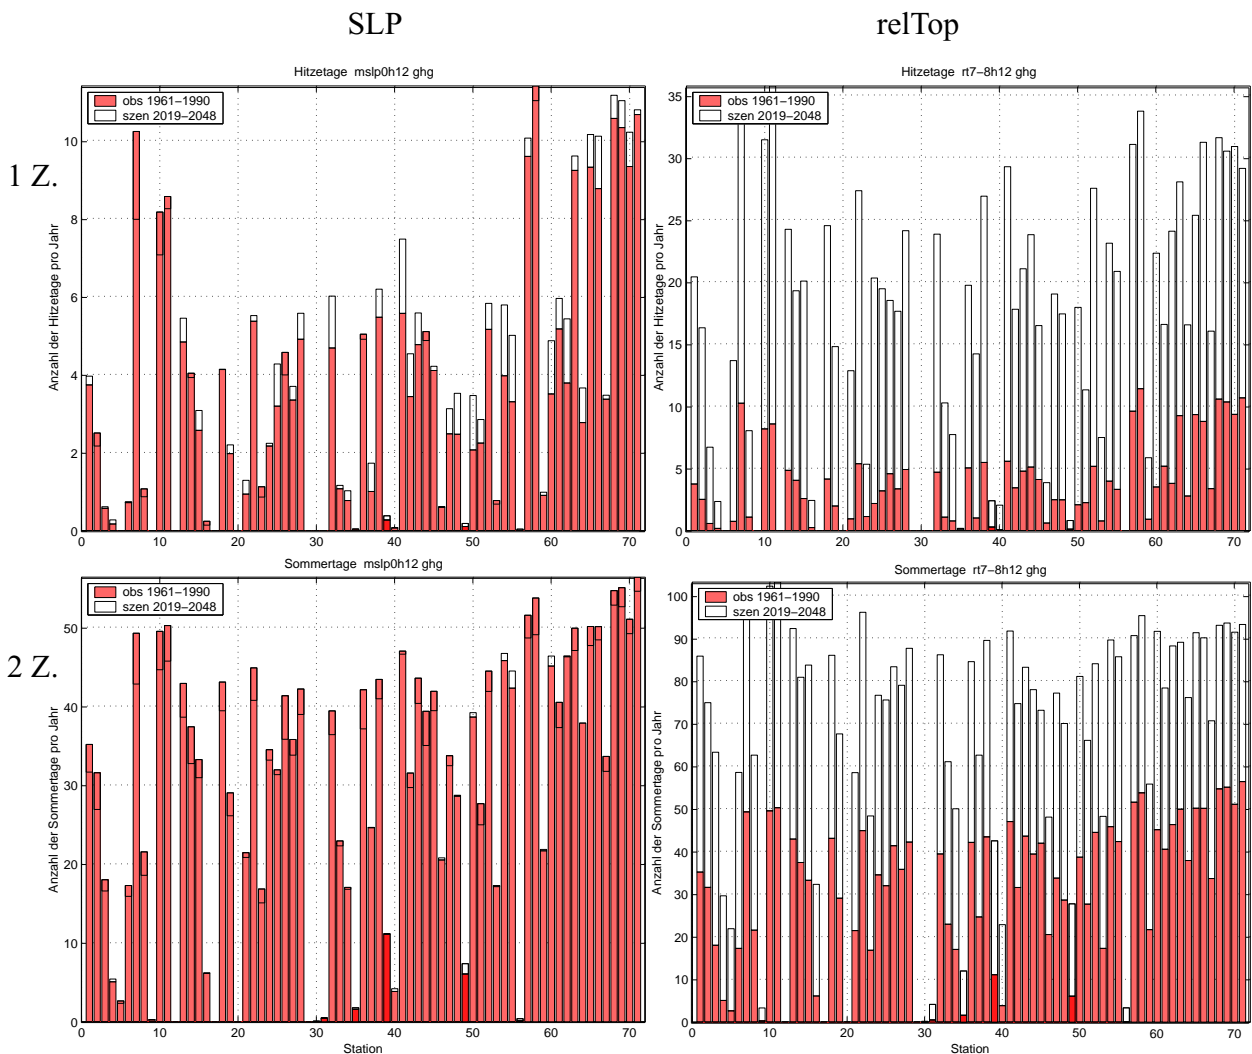 SLP
relTop
1 Z.
2 Z.
Hitzetage mslp0h12 ghg
obs 1961−1990
szen 2019−2048
Anzahl der Hitzetage pro Jahr
10
8
6
4
2
0
0 10 20 30 40 50 60 70
Hitzetage rt7−8h12 ghg
obs 1961−1990
szen 2019−2048
Anzahl der Hitzetage pro Jahr
35
30
25
20
15
10
5
0
0 10 20 30 40 50 60 70
Sommertage mslp0h12 ghg
obs 1961−1990
szen 2019−2048
Anzahl der Sommertage pro Jahr
50
40
30
20
10
0
0 10 20 30 40 50 60 70
Station
Sommertage rt7−8h12 ghg
obs 1961−1990
szen 2019−2048
Anzahl der Sommertage pro Jahr
100
90
80
70
60
50
40
30
20
10
0
0 10 20 30 40 50 60 70
Station